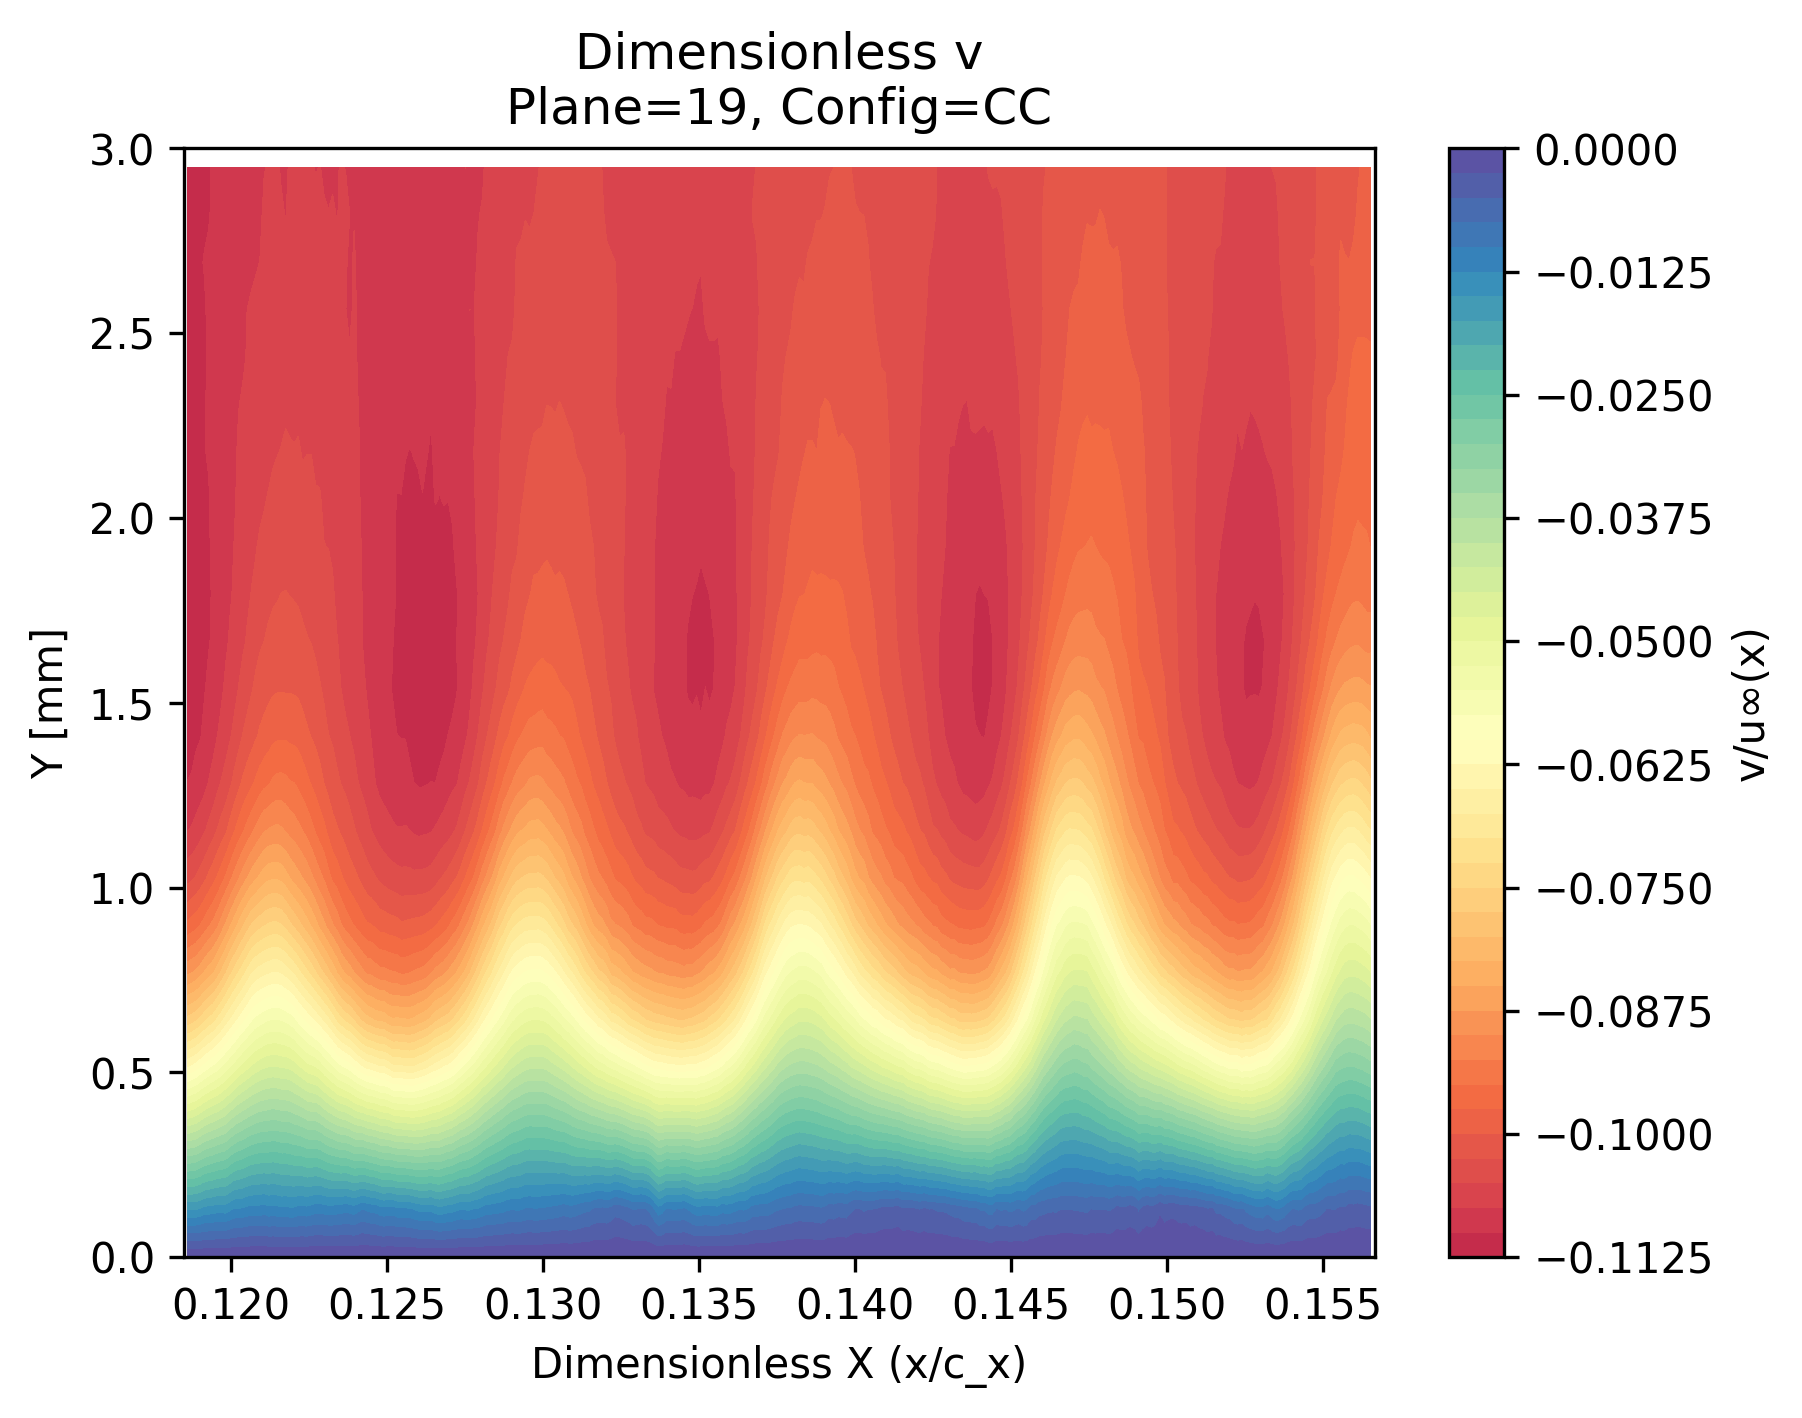 Dimensionless v
Plane=19, Config=CC
3.0
2.5
2.0
1.5
1.0
0.5
0.0
Y [mm]
0.120 0.125 0.130 0.135 0.140 0.145 0.150 0.155
Dimensionless X (x/c_x)
0.0000
−0.0125
−0.0250
−0.0375
−0.0500
−0.0625
−0.0750
−0.0875
−0.1000
−0.1125
v/u∞(x)